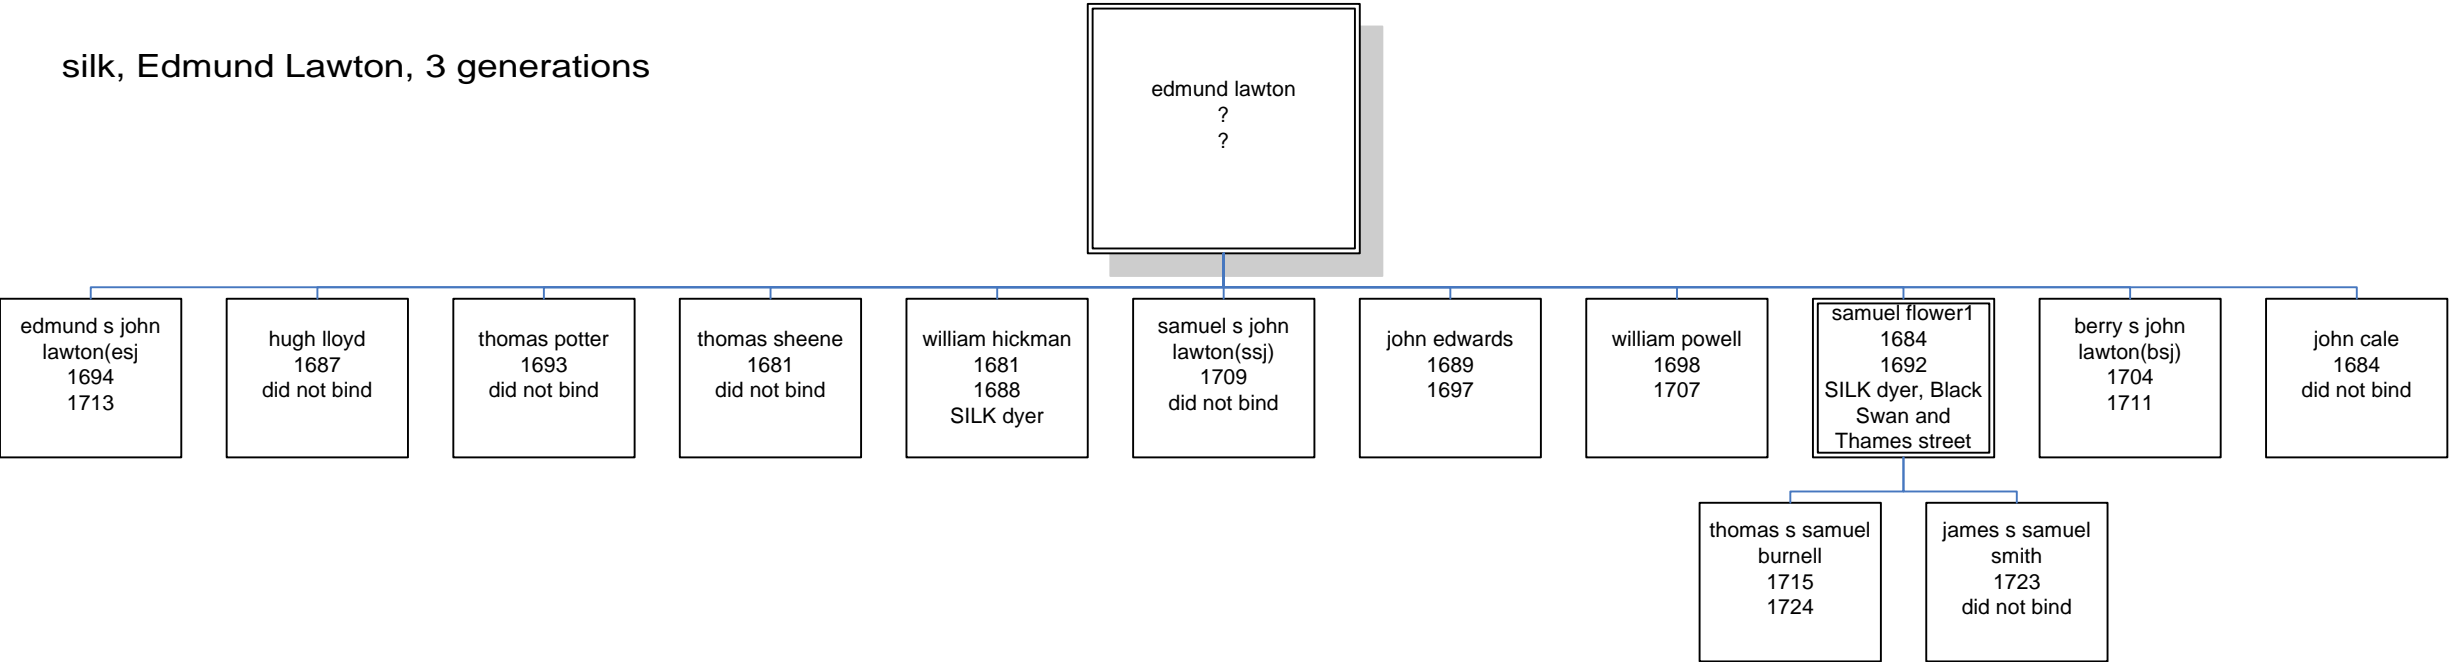 silk, Edmund Lawton, 3 generations
edmund lawton
?
?
edmund s john
lawton(esj
1694
1713
hugh lloyd
1687
did not bind
thomas potter
1693
did not bind
thomas sheene
1681
did not bind
william hickman
1681
1688
SILK dyer
samuel s john
lawton(ssj)
1709
did not bind
john edwards
1689
1697
william powell
1698
1707
samuel flower1
1684
1692
SILK dyer, Black
Swan and
Thames street
berry s john
lawton(bsj)
1704
1711
john cale
1684
did not bind
thomas s samuel
burnell
1715
1724
james s samuel
smith
1723
did not bind